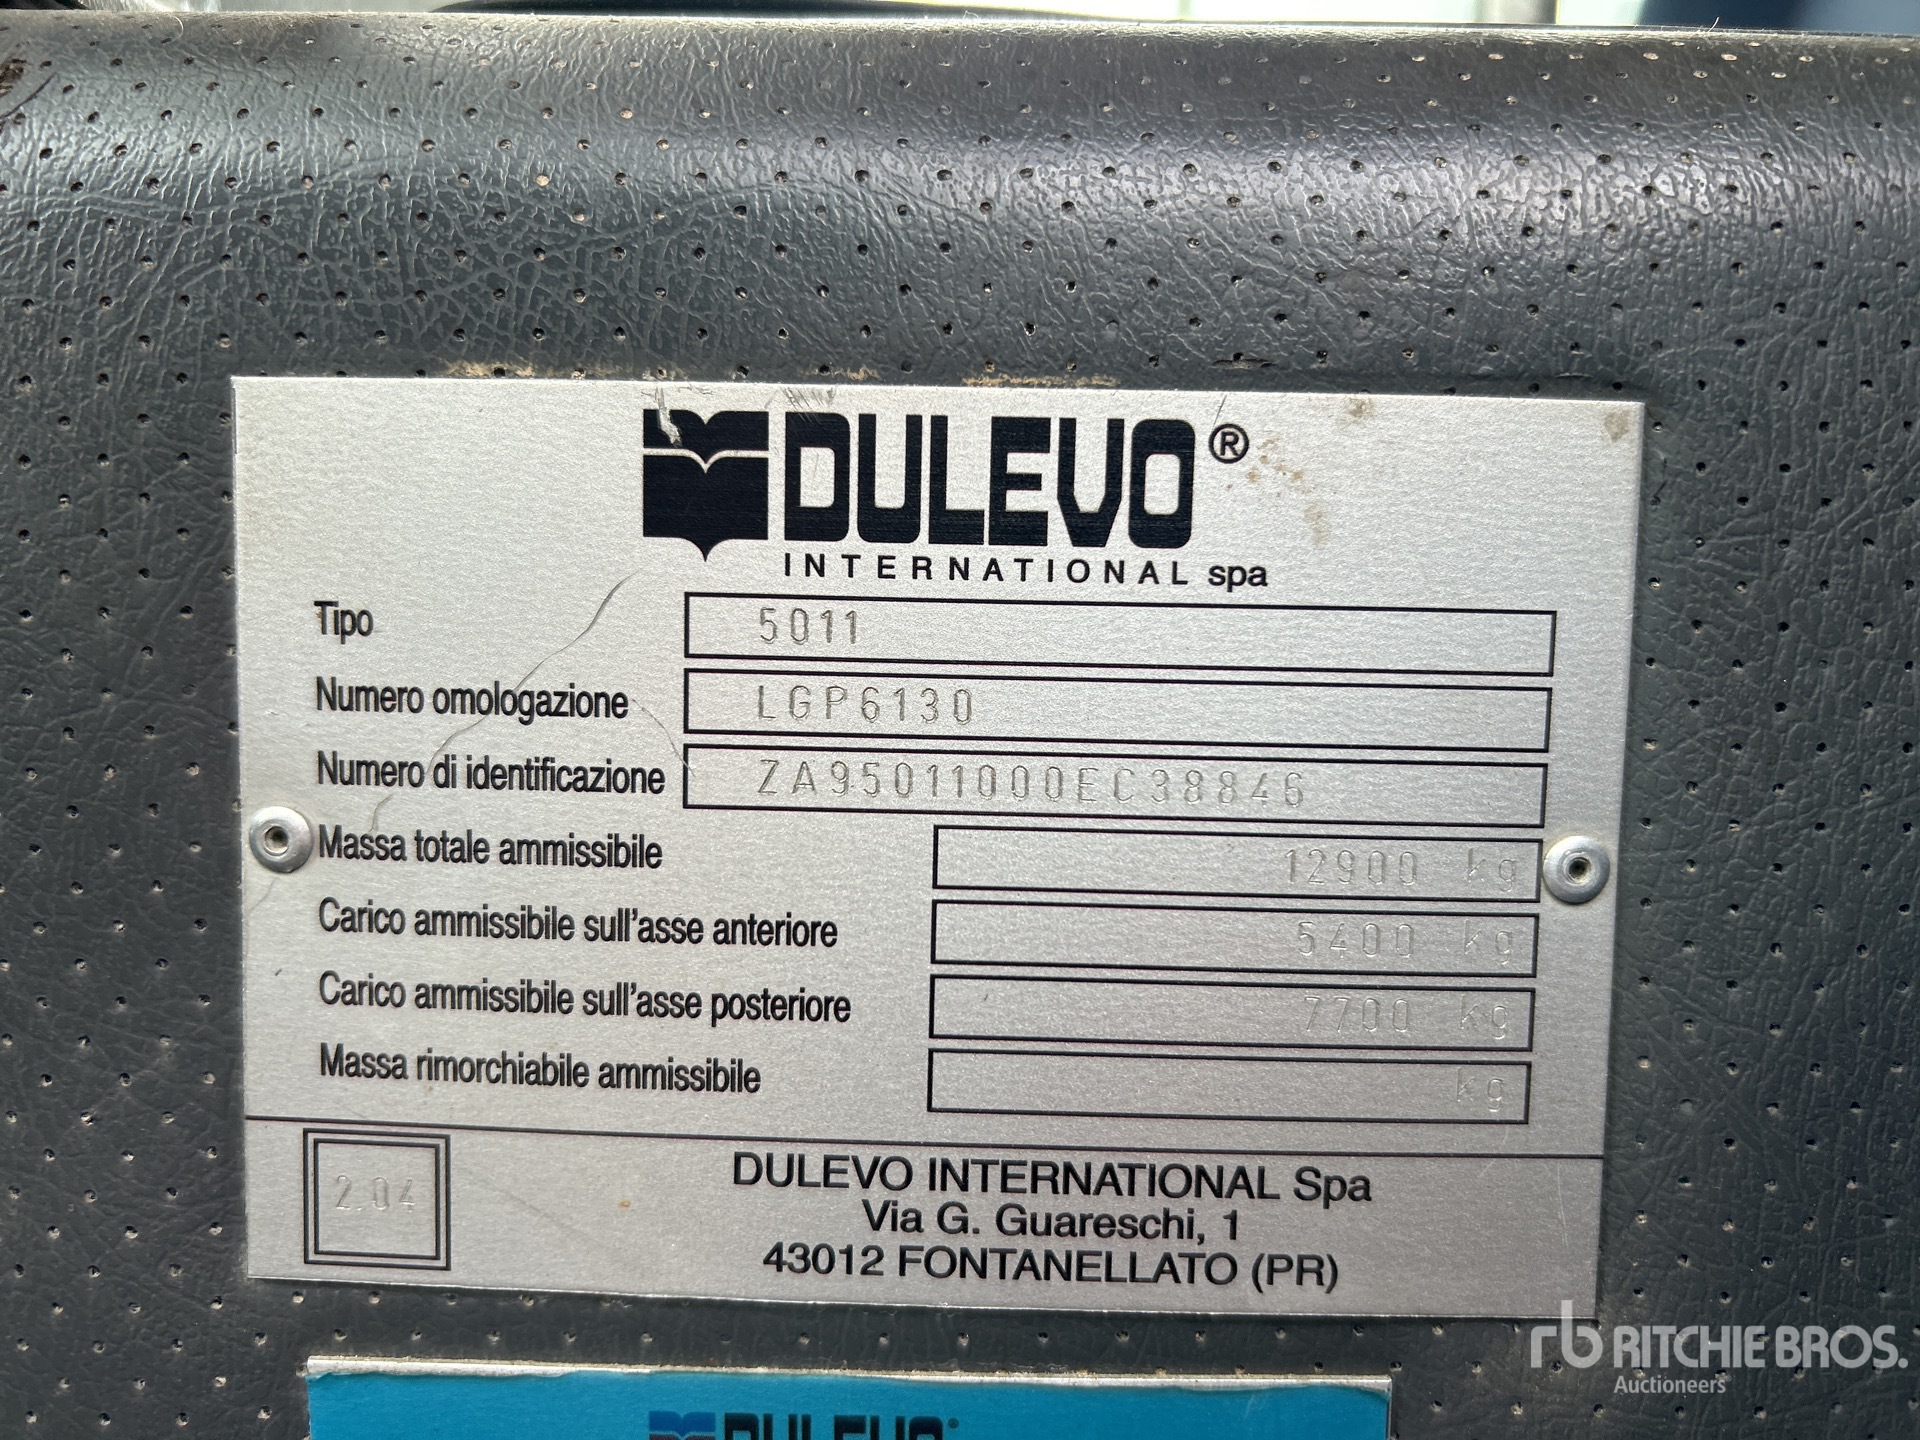 DULEVO®
INTERNATIONAL spa
Tipo 5011
Numero omologazione LGP6130
Numero di identificazione ZA95011000EC38846
Massa totale ammissibile 12900 kg
Carico ammissibile sull'asse anteriore 5400 kg
Carico ammissibile sull'asse posteriore 7700 kg
Massa rimorchiabile ammissibile kg
2.04
DULEVO INTERNATIONAL Spa
Via G. Guareschi, 1
43012 FONTANELLATO (PR)
rb RITCHIE BROS.
Auctioneers
DULEVO